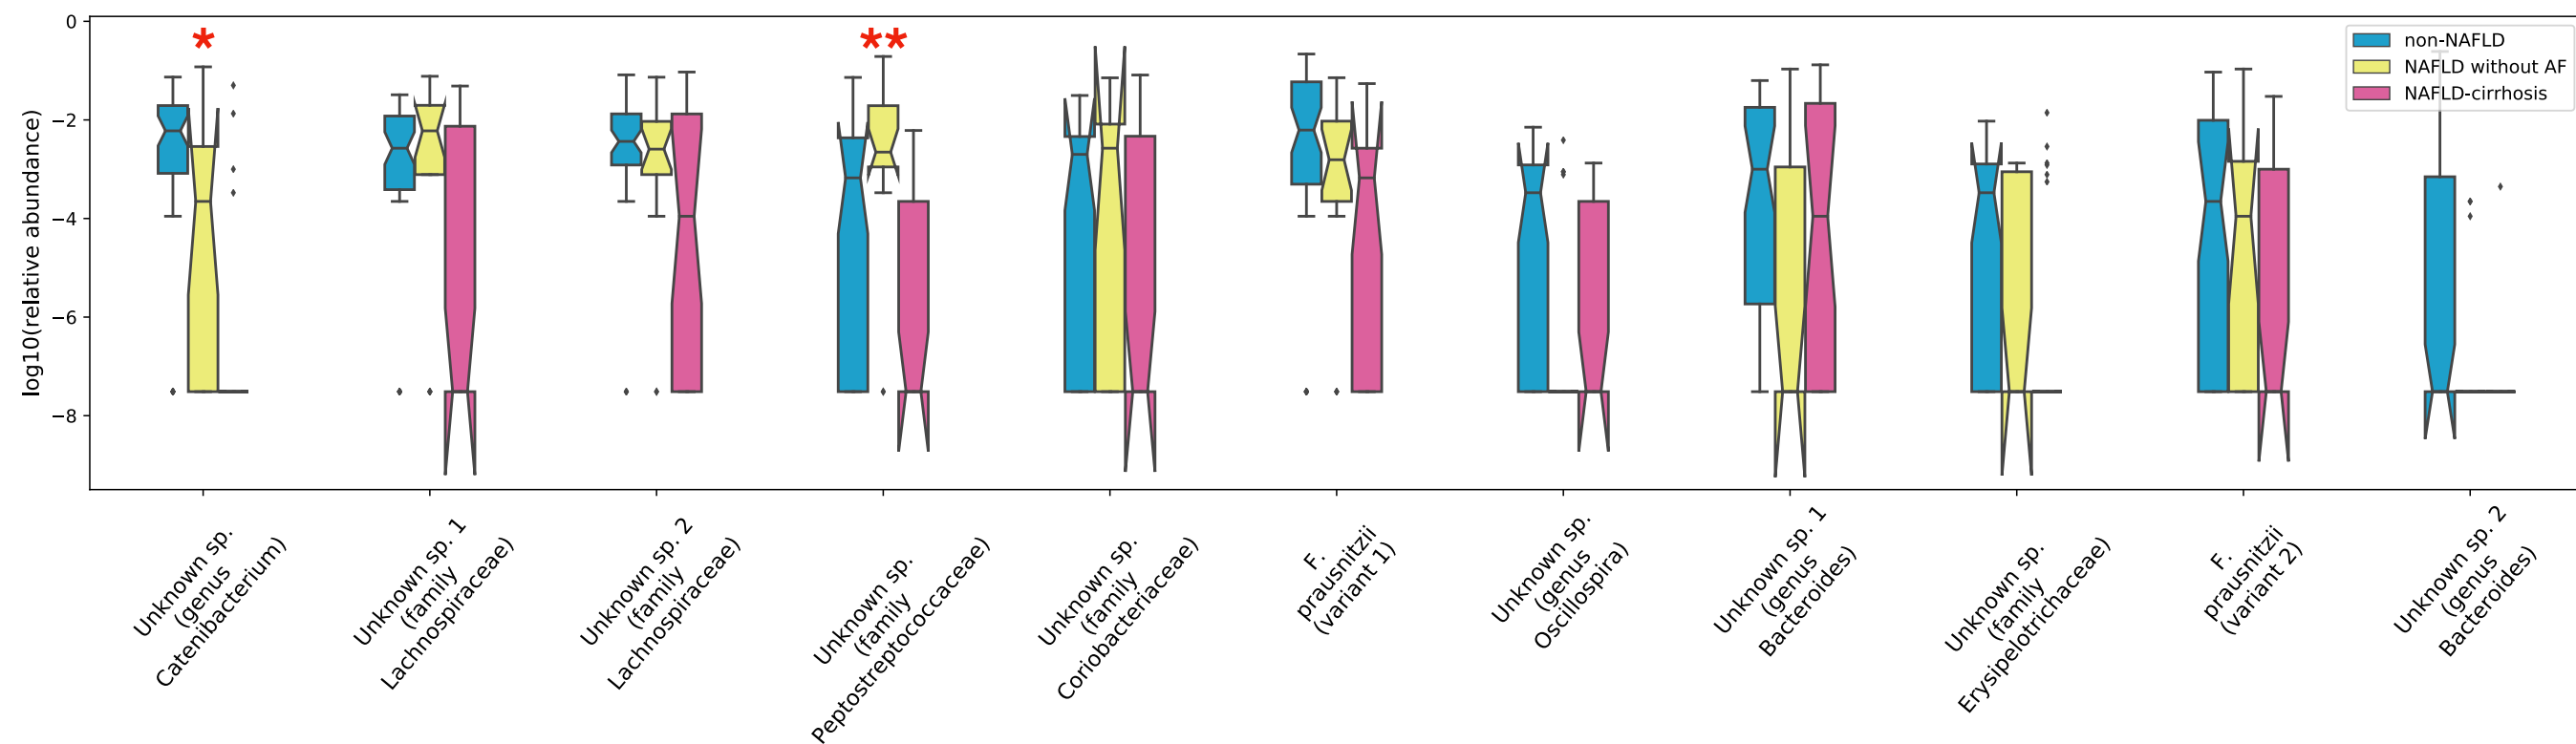 log10(relative abundance)
0
−2
−4
−6
−8
*
**
non-NAFLD
NAFLD without AF
NAFLD-cirrhosis
Unknown sp.
(genus
Catenibacterium)
Unknown sp. 1
(family
Lachnospiraceae)
Unknown sp. 2
(family
Lachnospiraceae)
Unknown sp.
(family
Peptostreptococcaceae)
Unknown sp.
(family
Coriobacteriaceae)
F.
prausnitzii
(variant 1)
Unknown sp.
(genus
Oscillospira)
Unknown sp. 1
(genus
Bacteroides)
Unknown sp.
(family
Erysipelotrichaceae)
F.
prausnitzii
(variant 2)
Unknown sp. 2
(genus
Bacteroides)